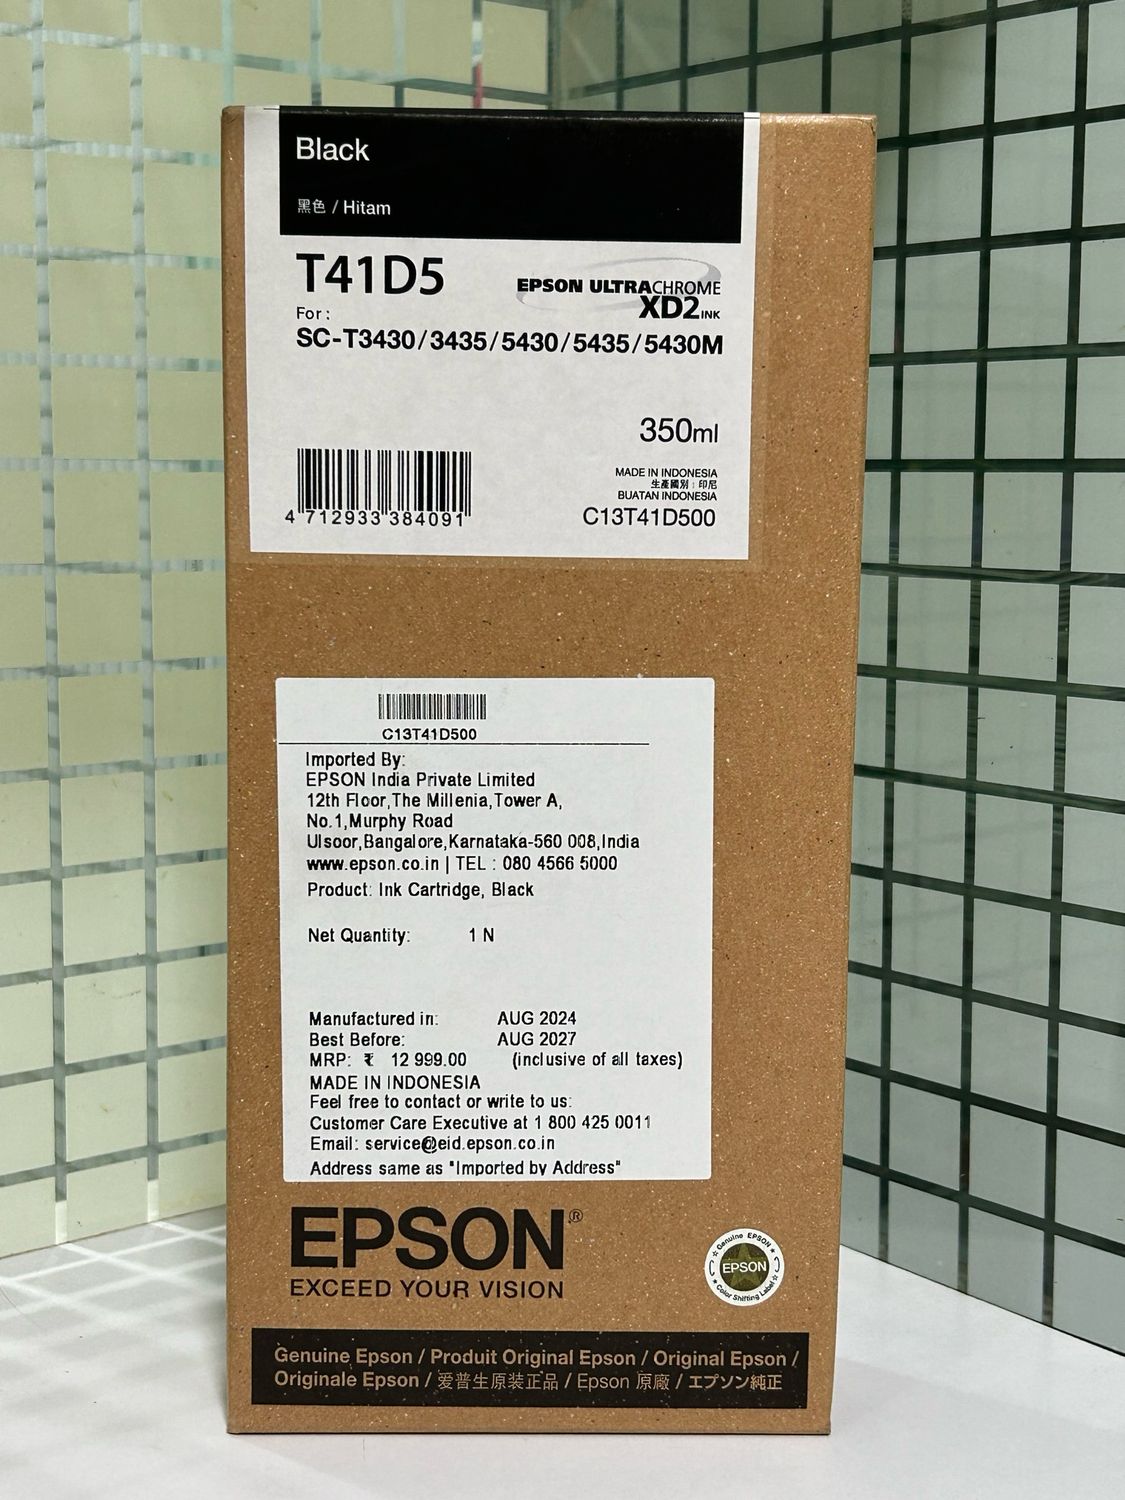 Black
黑色 / Hitam
T41D5
EPSON ULTRACHROME
XD2 INK
For :
SC-T3430/3435/5430/5435/5430M
350ml
MADE IN INDONESIA
生產國別：印尼
BUATAN INDONESIA
C13T41D500
4 712933 384091
C13T41D500
Imported By:
EPSON India Private Limited
12th Floor,The Millenia,Tower A,
No.1,Murphy Road
Ulsoor,Bangalore,Karnataka-560 008,India
www.epson.co.in | TEL : 080 4566 5000
Product: Ink Cartridge, Black
Net Quantity: 1 N
Manufactured in: AUG 2024
Best Before: AUG 2027
MRP: ₹ 12 999.00 (inclusive of all taxes)
MADE IN INDONESIA
Feel free to contact or write to us:
Customer Care Executive at 1 800 425 0011
Email: service@eid.epson.co.in
Address same as "Imported by Address"
EPSON®
EXCEED YOUR VISION
Genuine EPSON
EPSON
Color Shifting Label
Genuine Epson / Produit Original Epson / Original Epson /
Originale Epson / 爱普生原装正品 / Epson 原廠 / エプソン純正